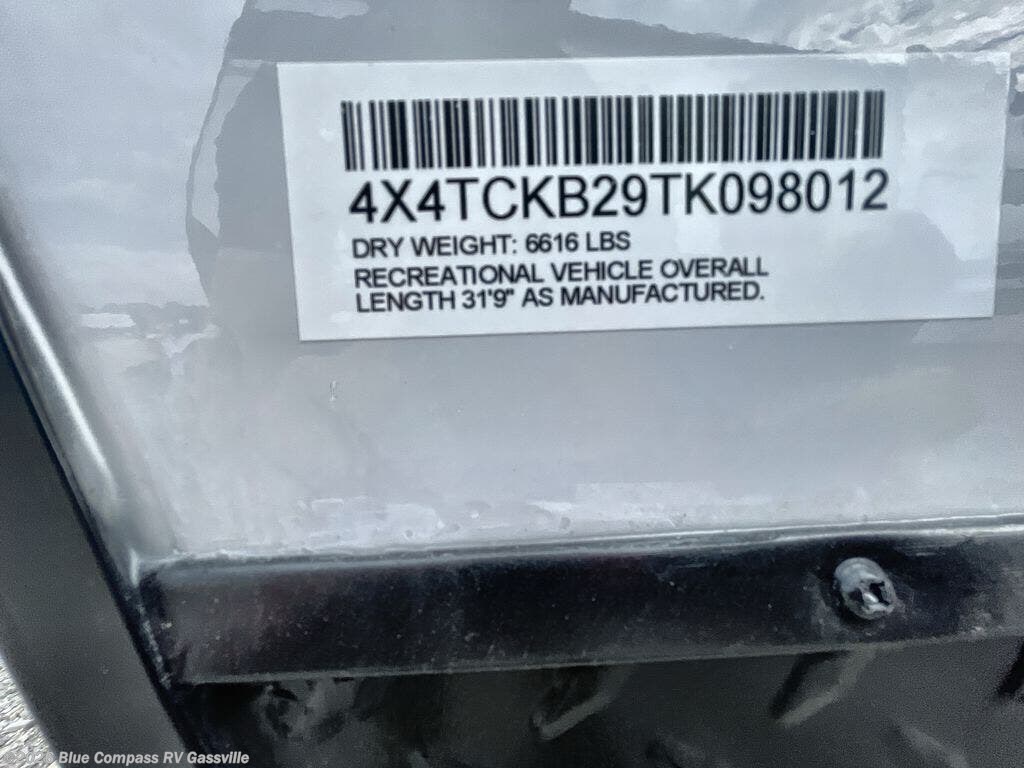 4X4TCKB29TK098012
DRY WEIGHT: 6616 LBS
RECREATIONAL VEHICLE OVERALL
LENGTH 31'9" AS MANUFACTURED.
Blue Compass RV Gassville